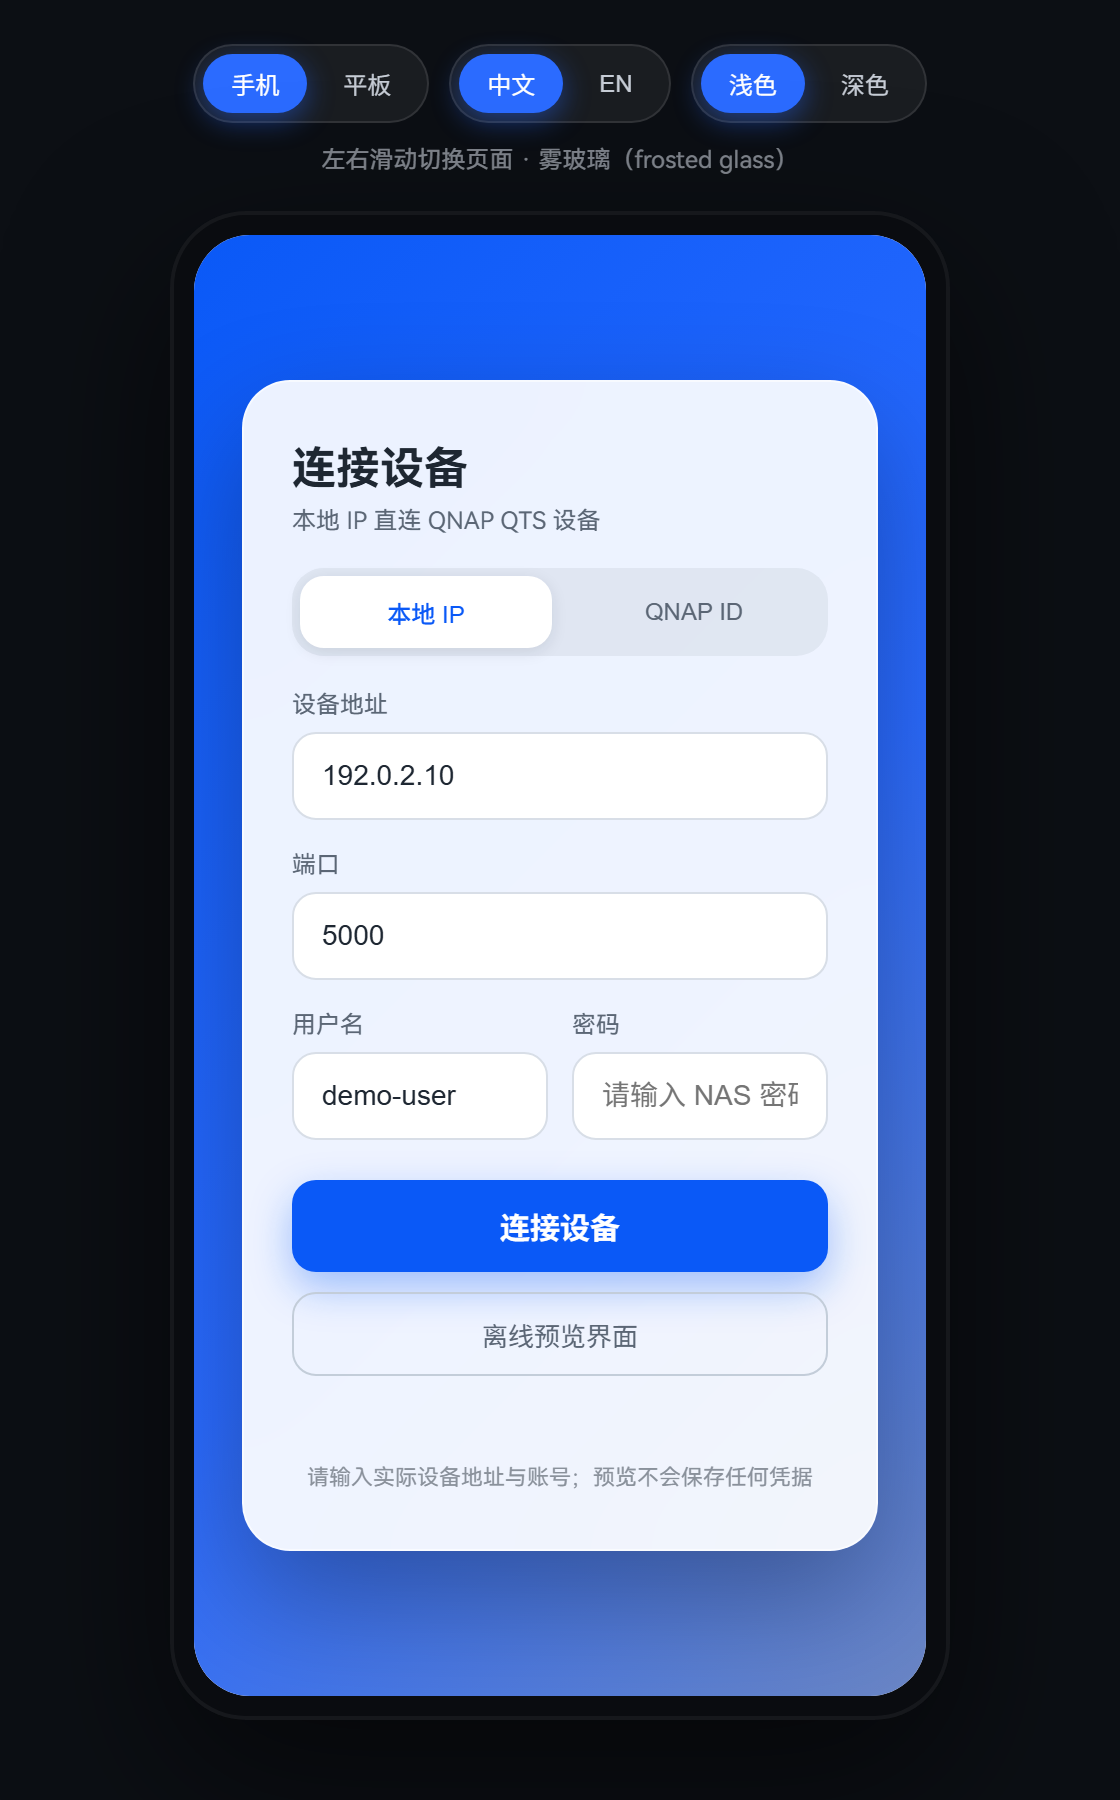 手机 平板 中文 EN 浅色 深色
左右滑动切换页面 · 雾玻璃（frosted glass）
连接设备
本地 IP 直连 QNAP QTS 设备
本地 IP QNAP ID
设备地址
192.0.2.10
端口
5000
用户名 密码
demo-user 请输入 NAS 密
连接设备
离线预览界面
请输入实际设备地址与账号；预览不会保存任何凭据